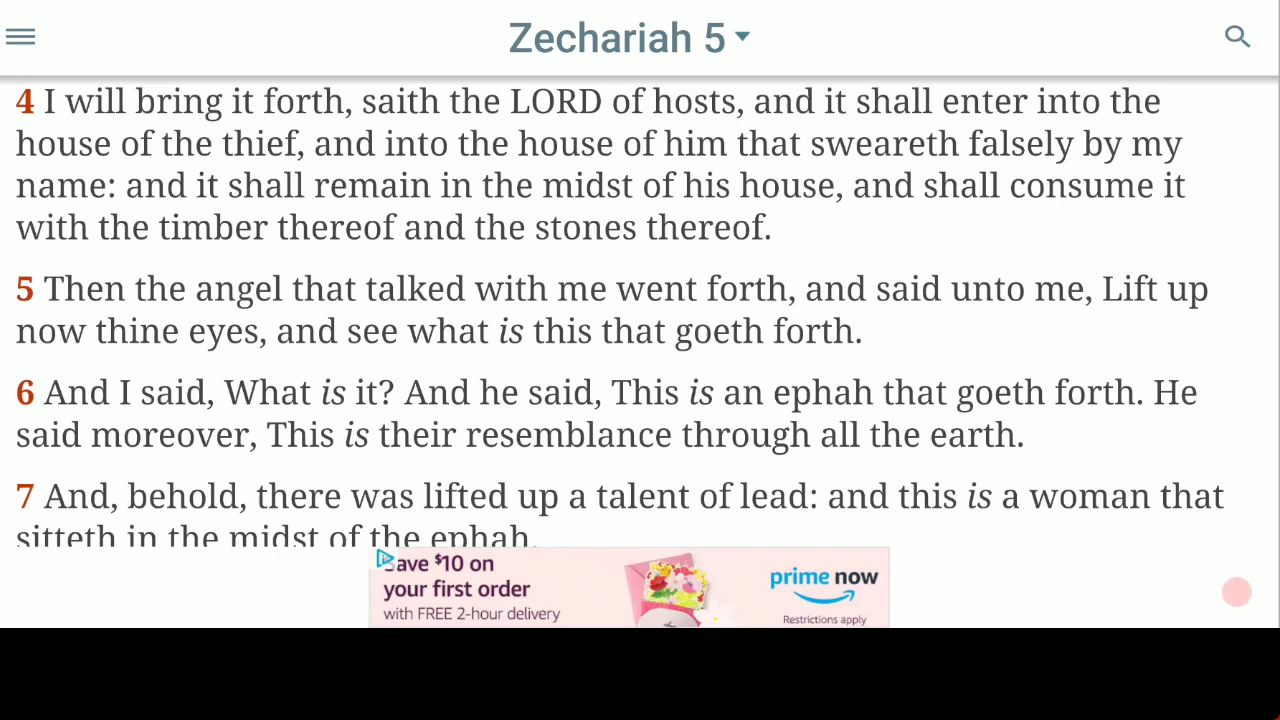 Zechariah 5
4 I will bring it forth, saith the LORD of hosts, and it shall enter into the
house of the thief, and into the house of him that sweareth falsely by my
name: and it shall remain in the midst of his house, and shall consume it
with the timber thereof and the stones thereof.
5 Then the angel that talked with me went forth, and said unto me, Lift up
now thine eyes, and see what is this that goeth forth.
6 And I said, What is it? And he said, This is an ephah that goeth forth. He
said moreover, This is their resemblance through all the earth.
7 And, behold, there was lifted up a talent of lead: and this is a woman that
sitteth in the midst of the ephah.
Save $10 on
your first order
with FREE 2-hour delivery
prime now
Restrictions apply